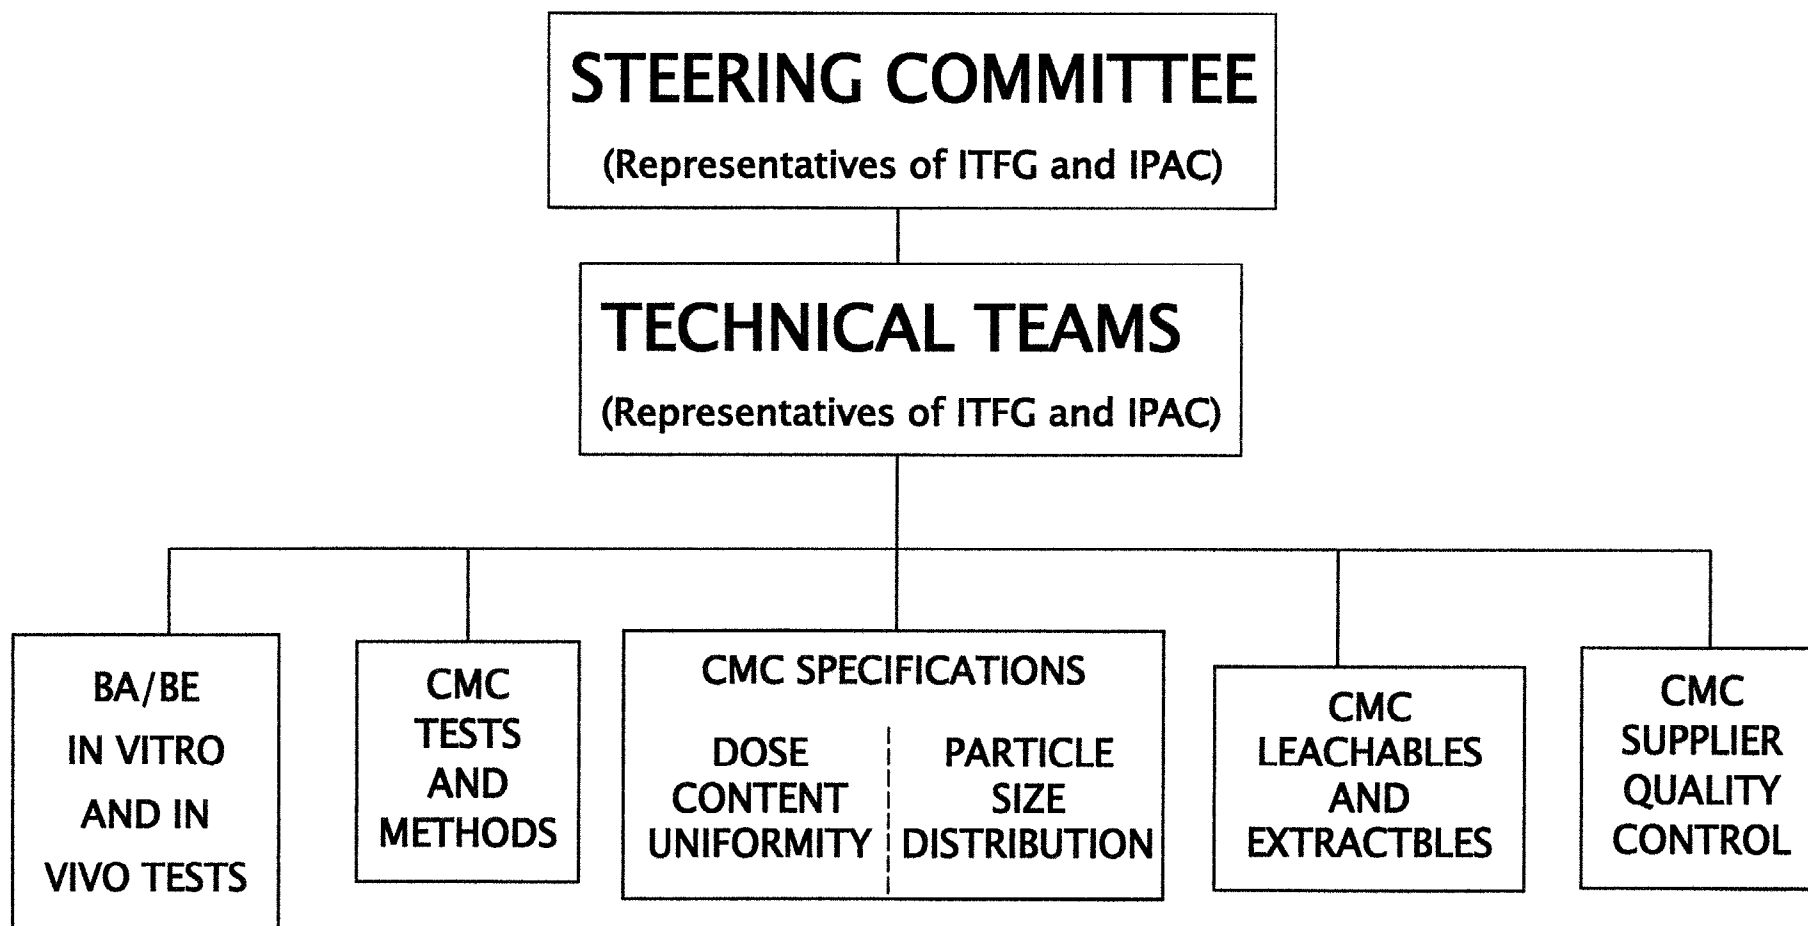 STEERING COMMITTEE
(Representatives of ITFG and IPAC)
TECHNICAL TEAMS
(Representatives of ITFG and IPAC)
BA/BE
IN VITRO
AND IN
VIVO TESTS
CMC
TESTS
AND
METHODS
CMC SPECIFICATIONS
DOSE
CONTENT
UNIFORMITY
PARTICLE
SIZE
DISTRIBUTION
CMC
LEACHABLES
AND
EXTRACTBLES
CMC
SUPPLIER
QUALITY
CONTROL